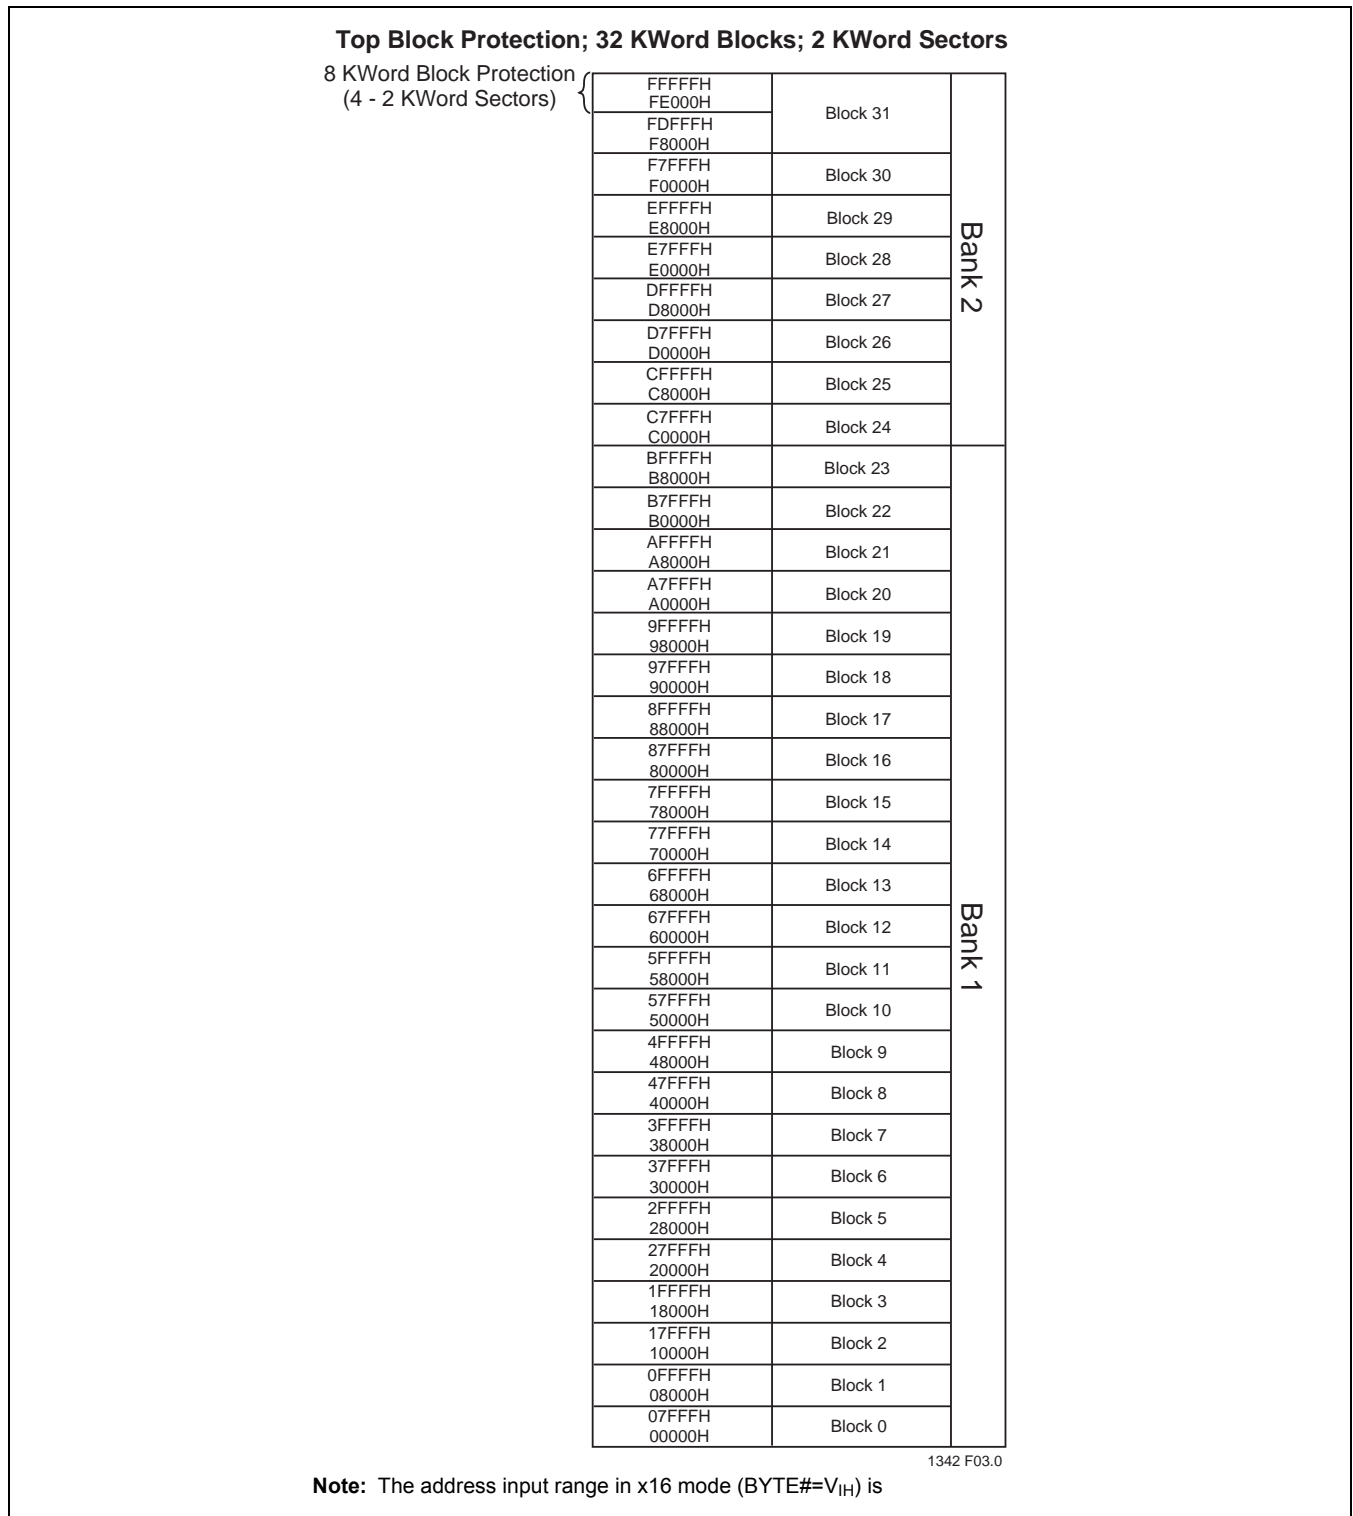 Top Block Protection; 32 KWord Blocks; 2 KWord Sectors
8 KWord Block Protection
(4 - 2 KWord Sectors)
FFFFFH
FE000H
Block 31
FDFFFH
F8000H
F7FFFH
F0000H
Block 30
EFFFFH
E8000H
Block 29
E7FFFH
E0000H
Block 28
DFFFFH
D8000H
Block 27
D7FFFH
D0000H
Block 26
CFFFFH
C8000H
Block 25
C7FFFH
C0000H
Block 24
Bank 2
BFFFFH
B8000H
Block 23
B7FFFH
B0000H
Block 22
AFFFFH
A8000H
Block 21
A7FFFH
A0000H
Block 20
9FFFFH
98000H
Block 19
97FFFH
90000H
Block 18
8FFFFH
88000H
Block 17
87FFFH
80000H
Block 16
7FFFFH
78000H
Block 15
77FFFH
70000H
Block 14
6FFFFH
68000H
Block 13
67FFFH
60000H
Block 12
5FFFFH
58000H
Block 11
57FFFH
50000H
Block 10
4FFFFH
48000H
Block 9
47FFFH
40000H
Block 8
3FFFFH
38000H
Block 7
37FFFH
30000H
Block 6
2FFFFH
28000H
Block 5
27FFFH
20000H
Block 4
1FFFFH
18000H
Block 3
17FFFH
10000H
Block 2
0FFFFH
08000H
Block 1
07FFFH
00000H
Block 0
Bank 1
1342 F03.0
Note: The address input range in x16 mode (BYTE#=VIH) is